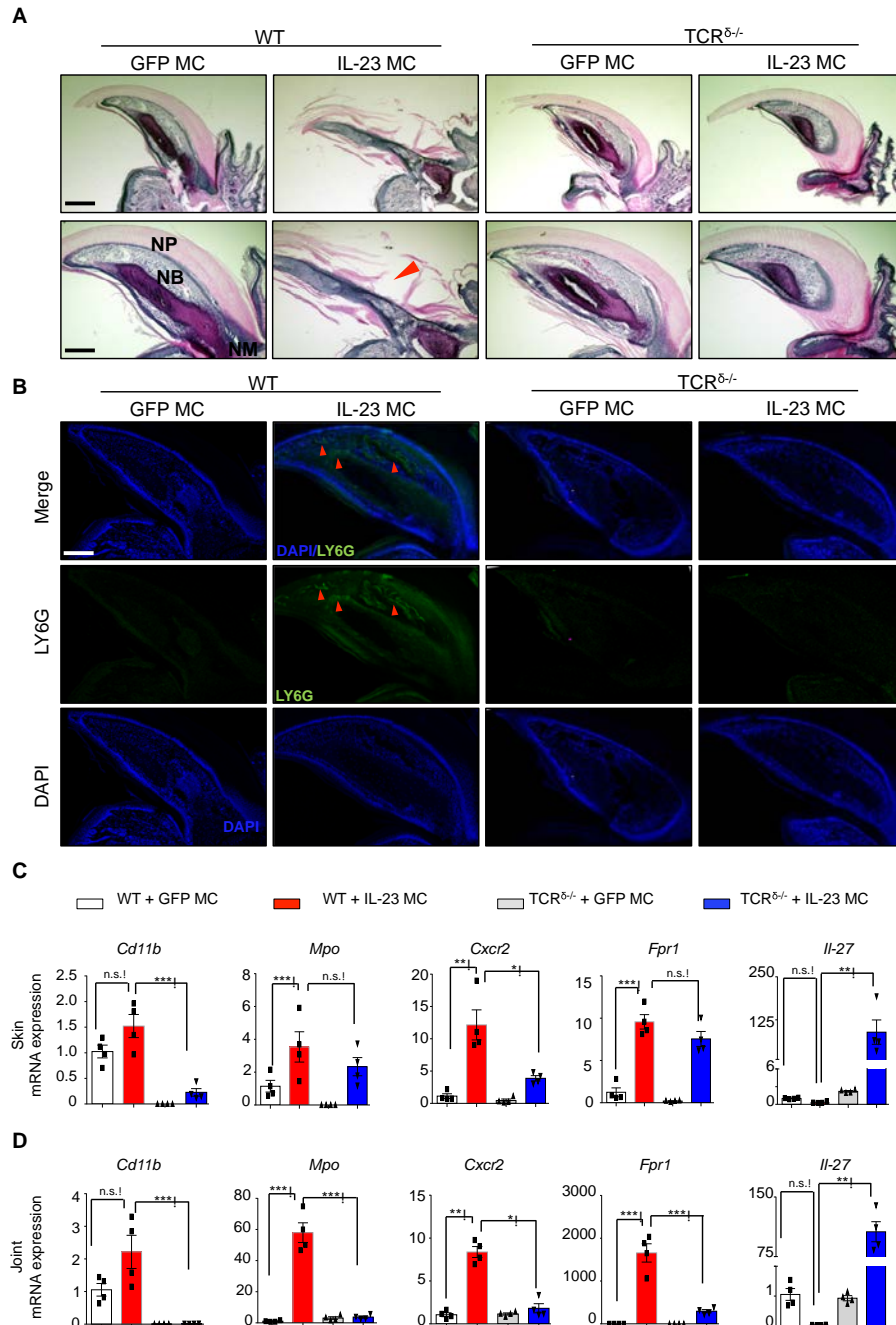 A
WT
TCRδ-/-
GFP MC
IL-23 MC
GFP MC
IL-23 MC
NP
NB
NM
B
WT
TCRδ-/-
GFP MC
IL-23 MC
GFP MC
IL-23 MC
Merge
DAPI/LY6G
LY6G
LY6G
DAPI
DAPI
C
WT + GFP MC
WT + IL-23 MC
TCRδ-/- + GFP MC
TCRδ-/- + IL-23 MC
Skin
mRNA expression
Cd11b
n.s.!
***!
2.5
2.0
1.5
1.0
0.5
0.0
Mpo
***!
n.s.!
8
6
4
2
0
Cxcr2
**!
*!
20
15
10
5
0
Fpr1
***!
n.s.!
15
10
5
0
Il-27
n.s.!
**!
250
125
6
0
D
Joint
mRNA expression
Cd11b
n.s.!
***!
4
3
2
1
0
Mpo
***!
***!
80
60
40
20
0
Cxcr2
**!
*!
15
10
5
0
Fpr1
***!
***!
3000
2000
1000
0
Il-27
n.s.!
**!
150
75
1
0